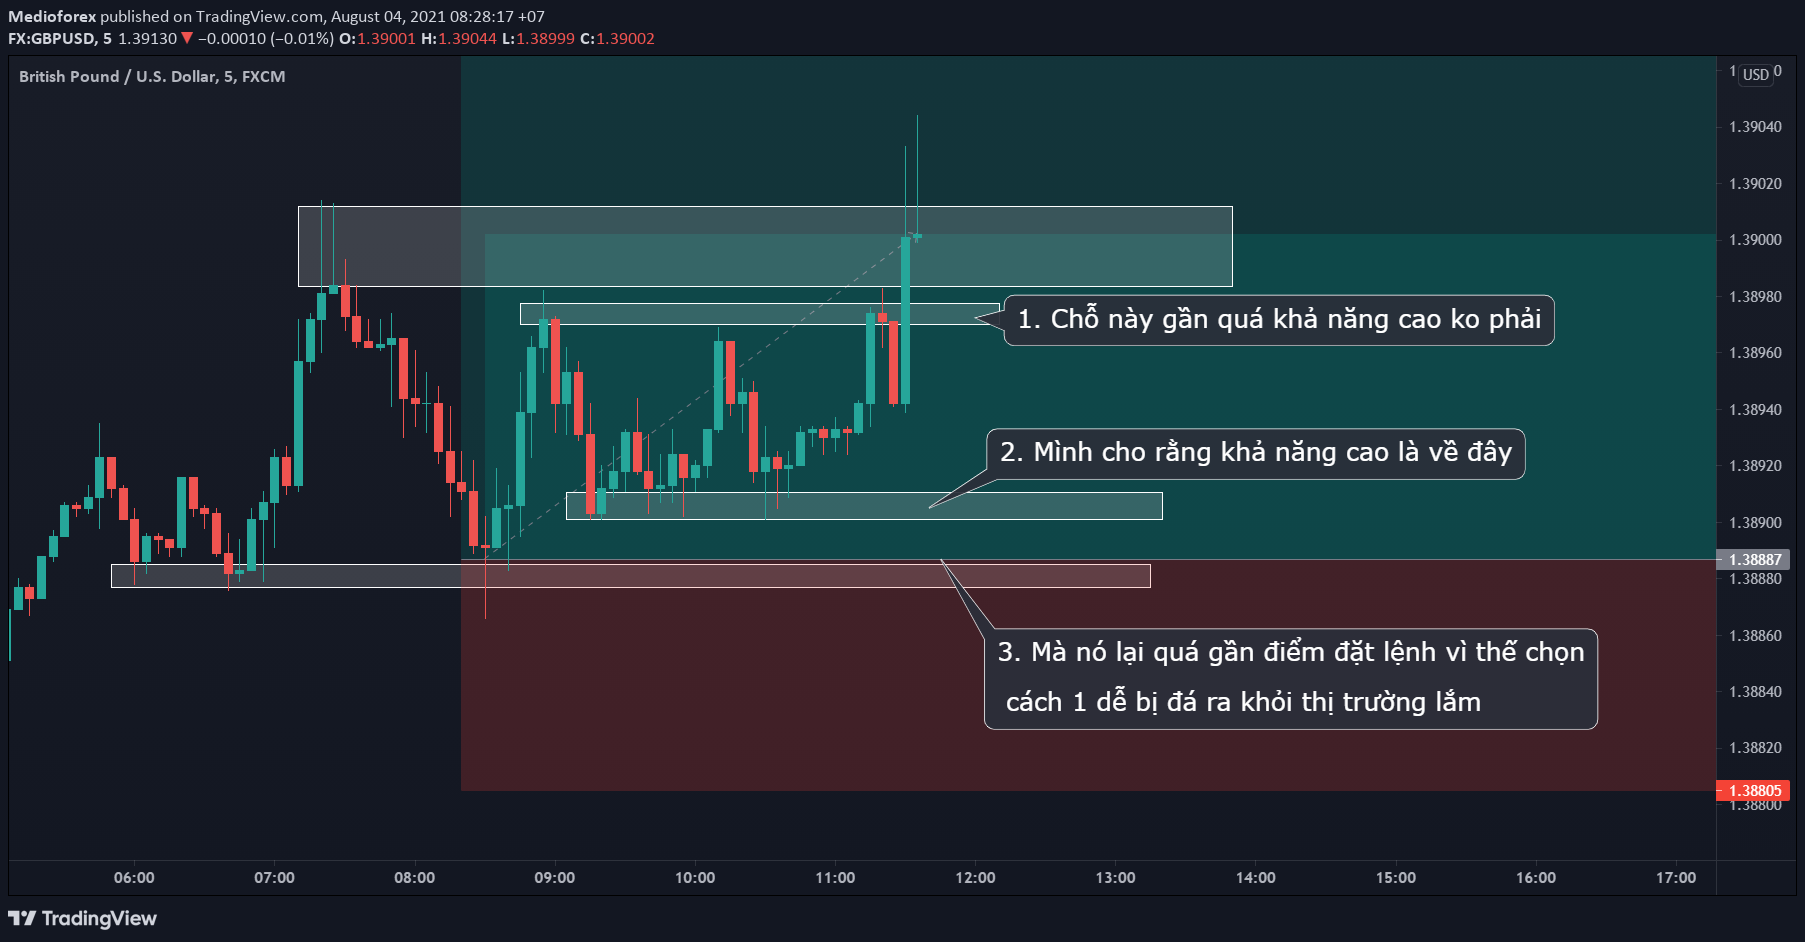 Medioforex published on TradingView.com, August 04, 2021 08:28:17 +07
FX:GBPUSD, 5 1.39130 ▼ −0.00010 (−0.01%) O:1.39001 H:1.39044 L:1.38999 C:1.39002
British Pound / U.S. Dollar, 5, FXCM
USD
1.39040
1.39020
1.39000
1.38980
1. Chỗ này gần quá khả năng cao ko phải
1.38960
1.38940
2. Mình cho rằng khả năng cao là về đây
1.38920
1.38900
1.38887
1.38880
1.38860
3. Mà nó lại quá gần điểm đặt lệnh vì thế chọn
cách 1 dễ bị đá ra khỏi thị trường lắm
1.38840
1.38820
1.38805
1.38800
06:00 07:00 08:00 09:00 10:00 11:00 12:00 13:00 14:00 15:00 16:00 17:00
TradingView